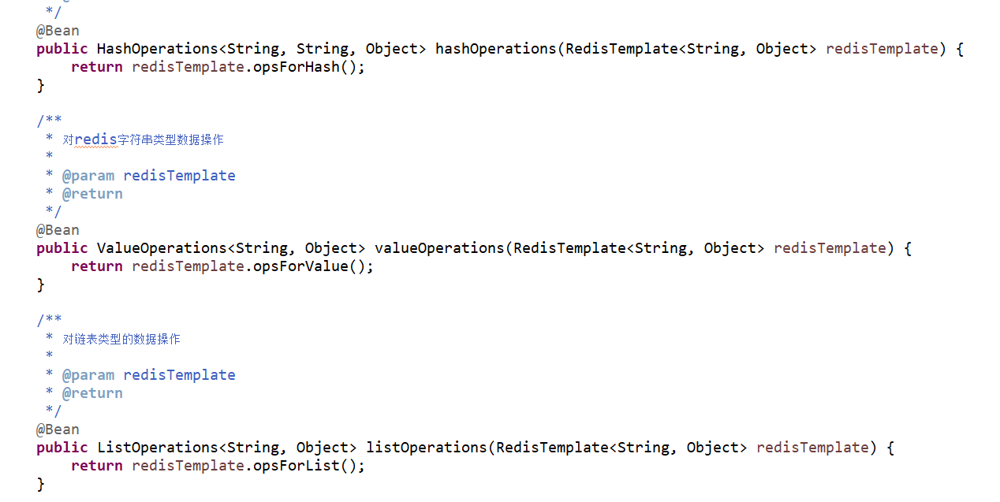 */
@Bean
public HashOperations<String, String, Object> hashOperations(RedisTemplate<String, Object> redisTemplate) {
    return redisTemplate.opsForHash();
}
/**
 * 对redis字符串类型数据操作
 *
 * @param redisTemplate
 * @return
 */
@Bean
public ValueOperations<String, Object> valueOperations(RedisTemplate<String, Object> redisTemplate) {
    return redisTemplate.opsForValue();
}
/**
 * 对链表类型的数据操作
 *
 * @param redisTemplate
 * @return
 */
@Bean
public ListOperations<String, Object> listOperations(RedisTemplate<String, Object> redisTemplate) {
    return redisTemplate.opsForList();
}